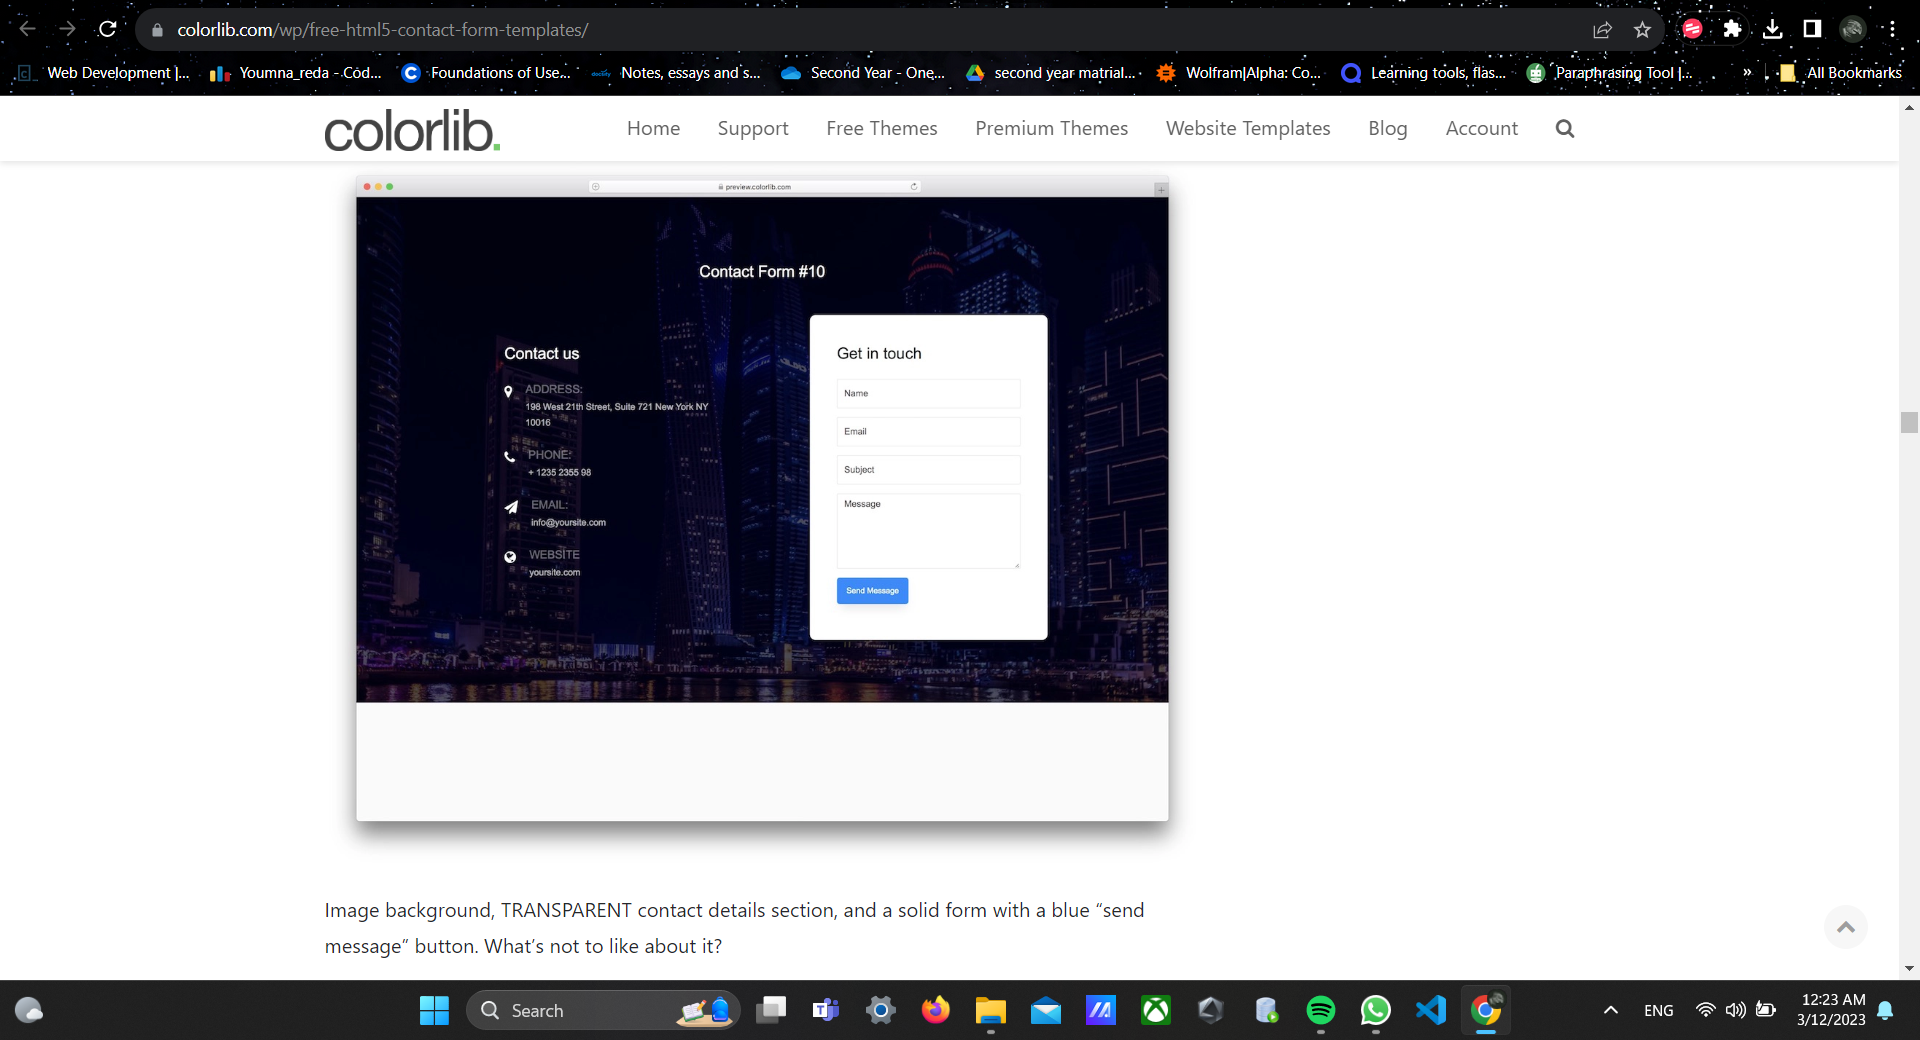 colorlib.com/wp/free-html5-contact-form-templates/
Web Development |... Youmna_reda - Cod... Foundations of Use... docsity Notes, essays and s... Second Year - One... second year matrial... Wolfram|Alpha: Co... Learning tools, flas... Paraphrasing Tool |... » All Bookmarks
colorlib. Home Support Free Themes Premium Themes Website Templates Blog Account
preview.colorlib.com
Contact Form #10
Contact us
ADDRESS:
198 West 21th Street, Suite 721 New York NY
10016
PHONE:
+ 1235 2355 98
EMAIL:
info@yoursite.com
WEBSITE
yoursite.com
Get in touch
Name
Email
Subject
Message
Send Message
Image background, TRANSPARENT contact details section, and a solid form with a blue “send
message” button. What’s not to like about it?
Search
ENG
12:23 AM
3/12/2023